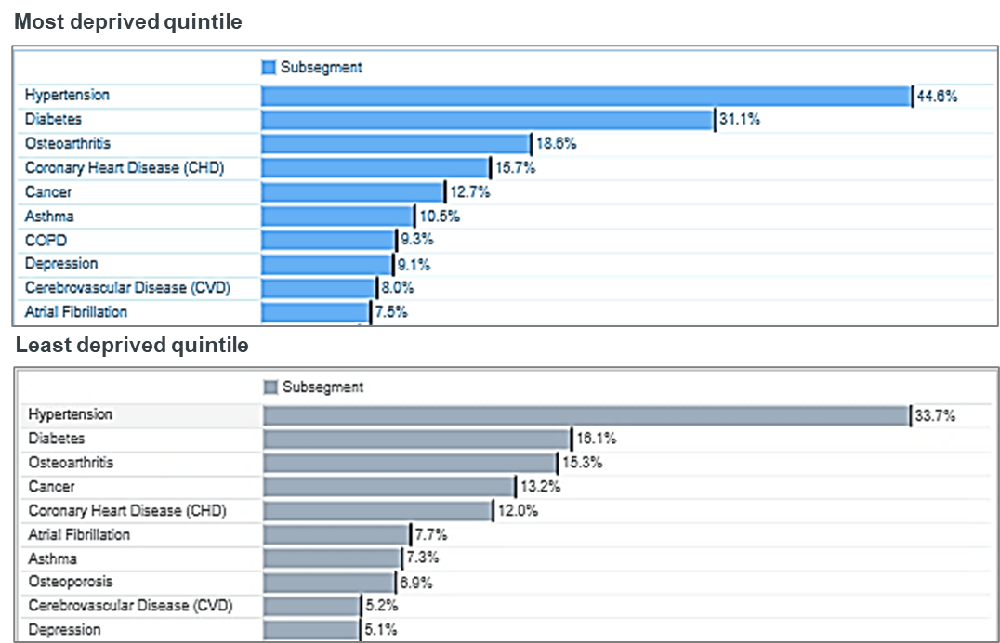 Most deprived quintile
Subsegment
Hypertension 44.6%
Diabetes 31.1%
Osteoarthritis 18.6%
Coronary Heart Disease (CHD) 15.7%
Cancer 12.7%
Asthma 10.5%
COPD 9.3%
Depression 9.1%
Cerebrovascular Disease (CVD) 8.0%
Atrial Fibrillation 7.5%
Least deprived quintile
Subsegment
Hypertension 33.7%
Diabetes 16.1%
Osteoarthritis 15.3%
Cancer 13.2%
Coronary Heart Disease (CHD) 12.0%
Atrial Fibrillation 7.7%
Asthma 7.3%
Osteoporosis 6.9%
Cerebrovascular Disease (CVD) 5.2%
Depression 5.1%